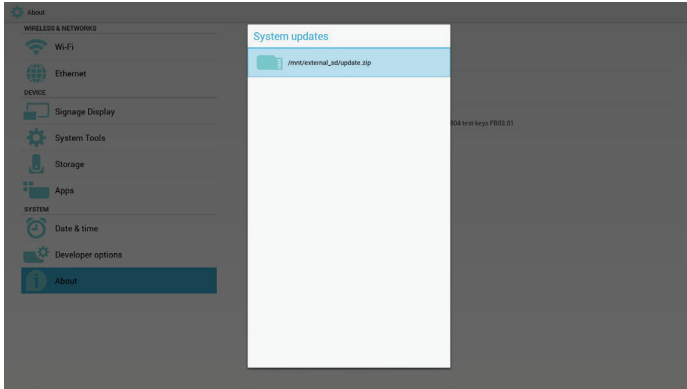 About
WIRELESS & NETWORKS
Wi-Fi
Ethernet
DEVICE
Signage Display
System Tools
Storage
Apps
SYSTEM
Date & time
Developer options
About
System updates
/mnt/external_sd/update.zip
test-keys FB03.01